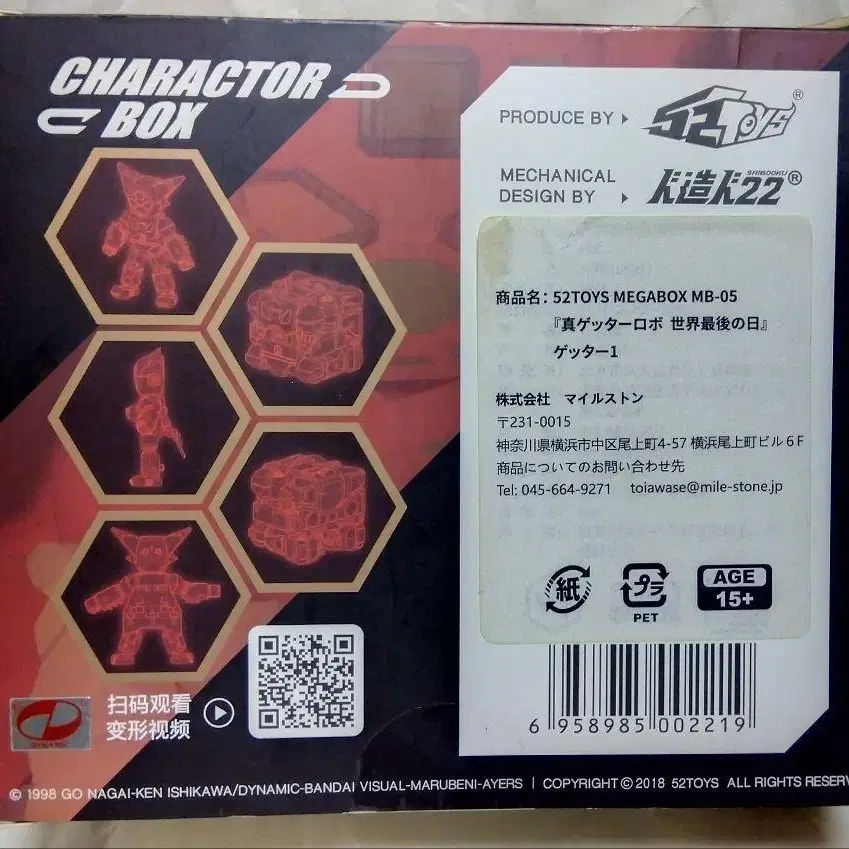 CHARACTOR
BOX
PRODUCE BY
52TOYS®
MECHANICAL
DESIGN BY
SAIBOOKU
人造人22®
商品名: 52TOYS MEGABOX MB-05
『真ゲッターロボ 世界最後の日』
ゲッター1
株式会社 マイルストン
〒231-0015
神奈川県横浜市中区尾上町4-57 横浜尾上町ビル6F
商品についてのお問い合わせ先
Tel: 045-664-9271 toiawase@mile-stone.jp
紙
プラ
PET
AGE
15+
扫码观看
变形视频
6 958985 002219
© 1998 GO NAGAI-KEN ISHIKAWA/DYNAMIC-BANDAI VISUAL-MARUBENI-AYERS | COPYRIGHT © 2018 52TOYS ALL RIGHTS RESERV